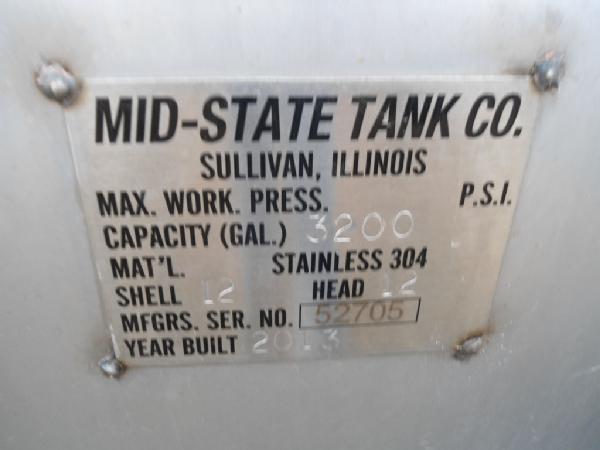 MID-STATE TANK CO.
SULLIVAN, ILLINOIS
MAX. WORK. PRESS. P.S.I.
CAPACITY (GAL.) 3200
MAT'L. STAINLESS 304
SHELL 12 HEAD 12
MFGRS. SER. NO. 52705
YEAR BUILT 2013